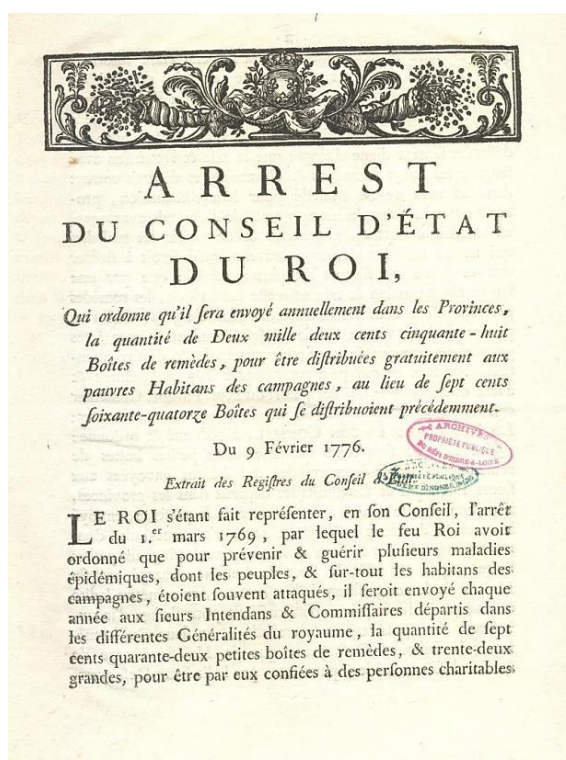 ARREST
DU CONSEIL D'ÉTAT
DU ROI,
Qui ordonne qu'il ſera envoyé annuellement dans les Provinces,
la quantité de Deux mille deux cents cinquante-huit
Boîtes de remèdes, pour être diſtribuées gratuitement aux
pauvres Habitans des campagnes, au lieu de ſept cents
ſoixante-quatorze Boîtes qui ſe diſtribuoient précédemment.
Du 9 Février 1776.
ARCHIVES
PROPRIÉTÉ PUBLIQUE
Extrait des Regiſtres du Conſeil d'État.
LE ROI s'étant fait repréſenter, en ſon Conſeil, l'arrêt
du 1.er mars 1769, par lequel le feu Roi avoit
ordonné que pour prévenir & guérir pluſieurs maladies
épidémiques, dont les peuples, & ſur-tout les habitans des
campagnes, étoient ſouvent attaqués, il ſeroit envoyé chaque
année aux ſieurs Intendans & Commiſſaires départis dans
les différentes Généralités du royaume, la quantité de ſept
cents quarante-deux petites boîtes de remèdes, & trente-deux
grandes, pour être par eux confiées à des perſonnes charitables